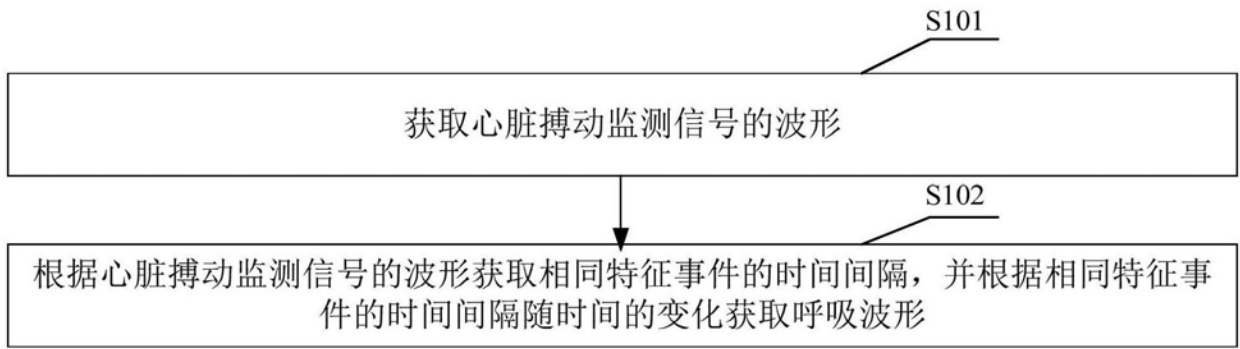 S101
获取心脏搏动监测信号的波形
S102
根据心脏搏动监测信号的波形获取相同特征事件的时间间隔，并根据相同特征事
件的时间间隔随时间的变化获取呼吸波形